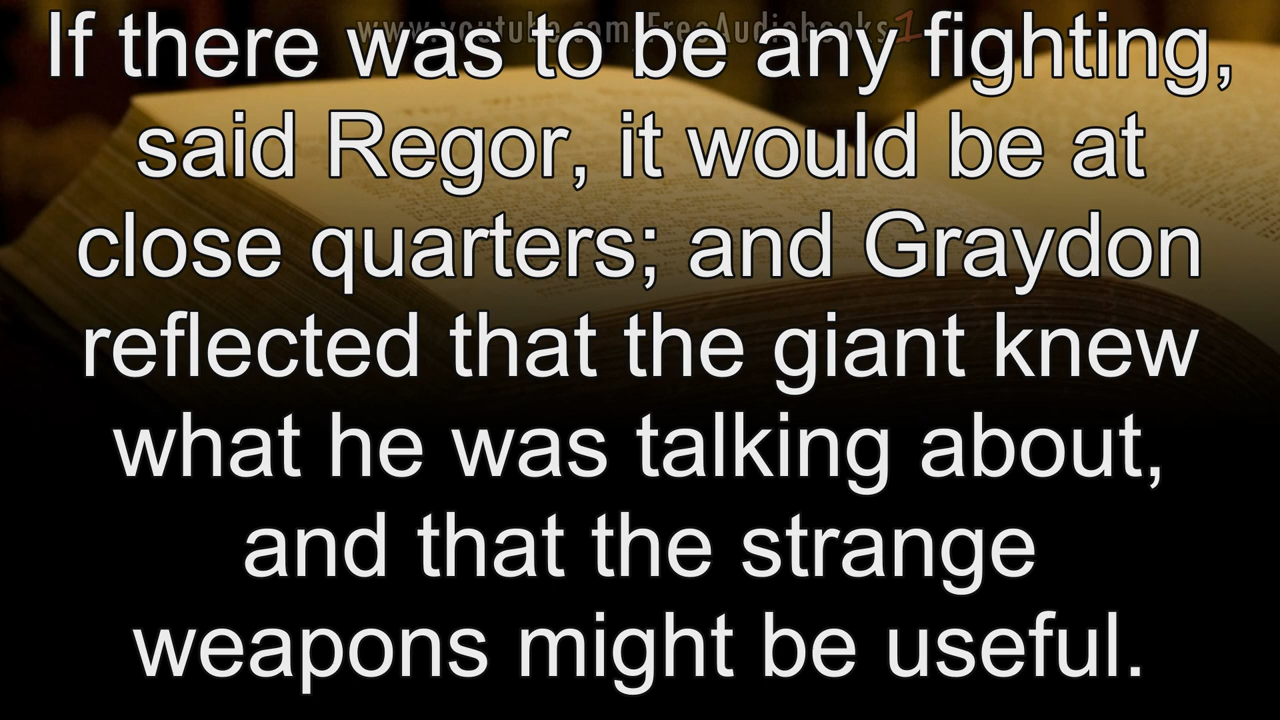 www.youtube.com/FreeAudiobooks1
If there was to be any fighting,
said Regor, it would be at
close quarters; and Graydon
reflected that the giant knew
what he was talking about,
and that the strange
weapons might be useful.